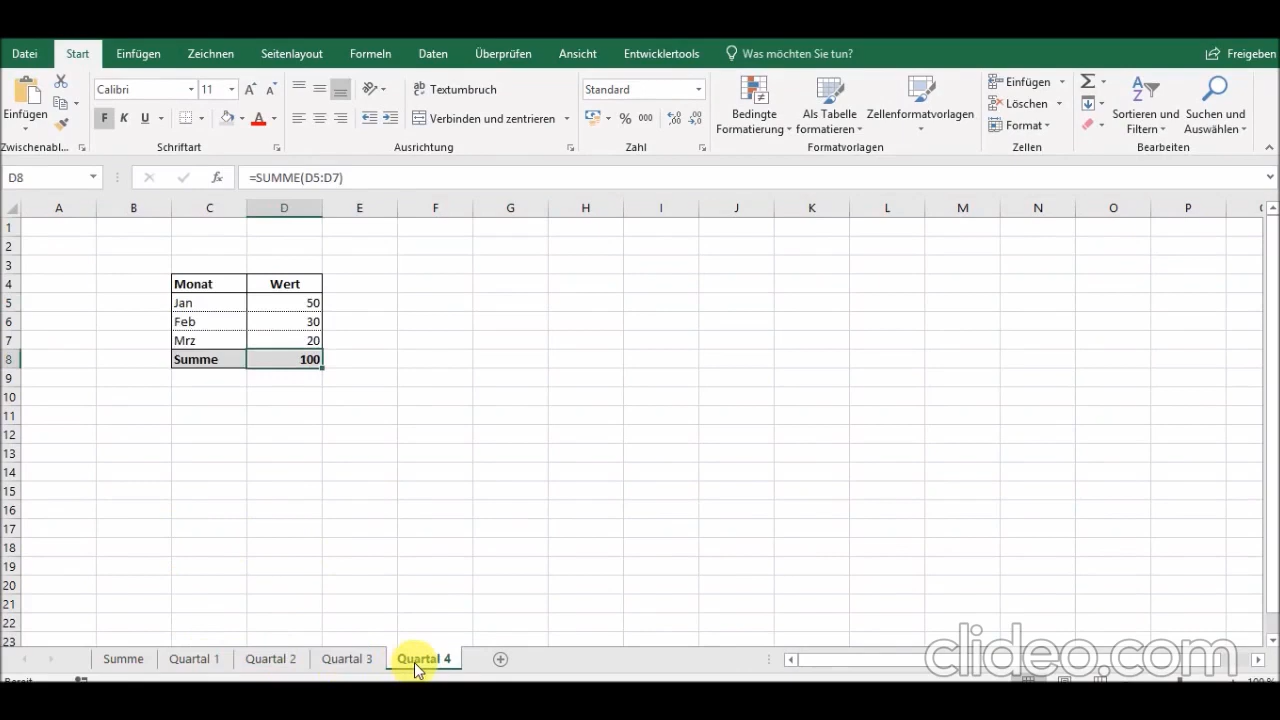 Datei Start Einfügen Zeichnen Seitenlayout Formeln Daten Überprüfen Ansicht Entwicklertools Was möchten Sie tun? Freigeben
Einfügen
Calibri 11
F K U
Textumbruch
Verbinden und zentrieren
Standard
% 000
Bedingte
Formatierung
Als Tabelle
formatieren
Zellenformatvorlagen
Einfügen
Löschen
Format
Sortieren und
Filtern
Suchen und
Auswählen
Zwischenabl... Schriftart Ausrichtung Zahl Formatvorlagen Zellen Bearbeiten
D8 fx =SUMME(D5:D7)
A B C D E F G H I J K L M N O P
1
2
3
4 Monat Wert
5 Jan 50
6 Feb 30
7 Mrz 20
8 Summe 100
9
10
11
12
13
14
15
16
17
18
19
20
21
22
23
Summe Quartal 1 Quartal 2 Quartal 3 Quartal 4
clideo.com